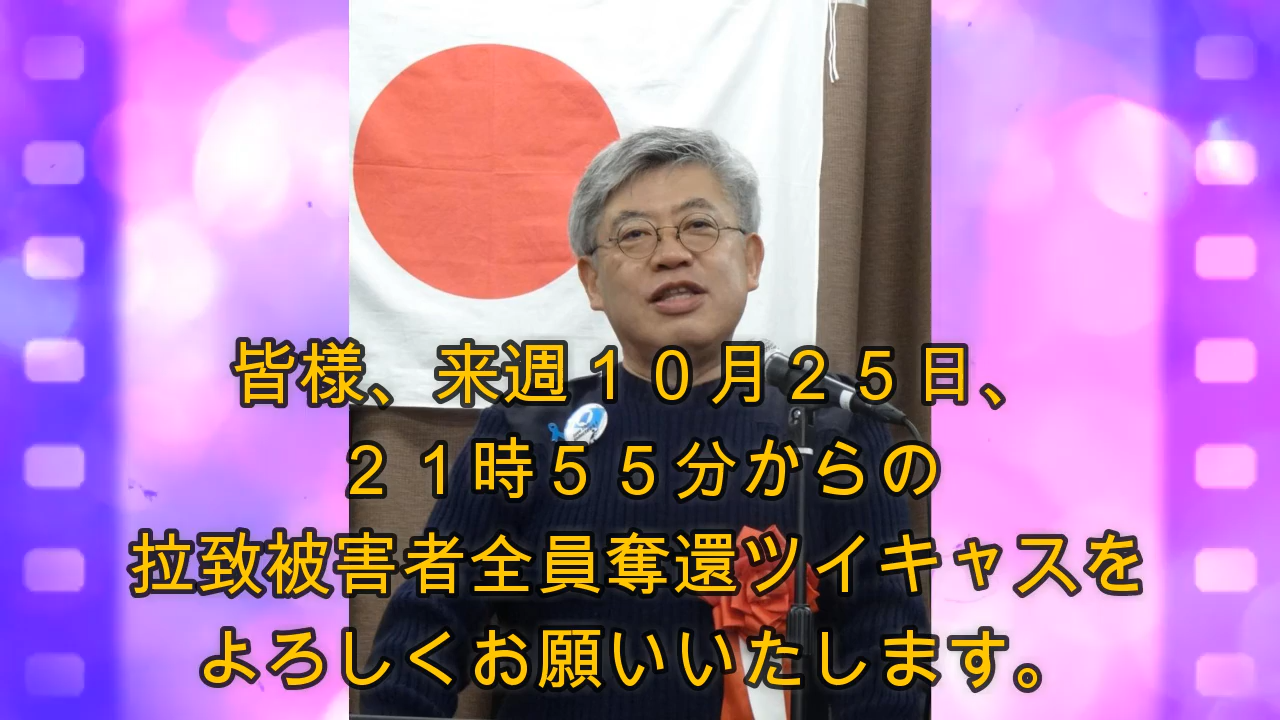 皆様、来週１０月２５日、
２１時５５分からの
拉致被害者全員奪還ツイキャスを
よろしくお願いいたします。